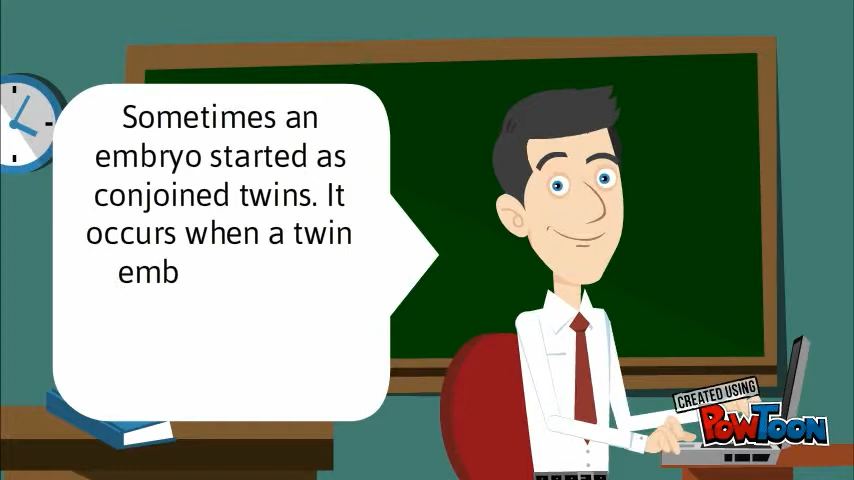 Sometimes an
embryo started as
conjoined twins. It
occurs when a twin
emb
CREATED USING
POWTOON